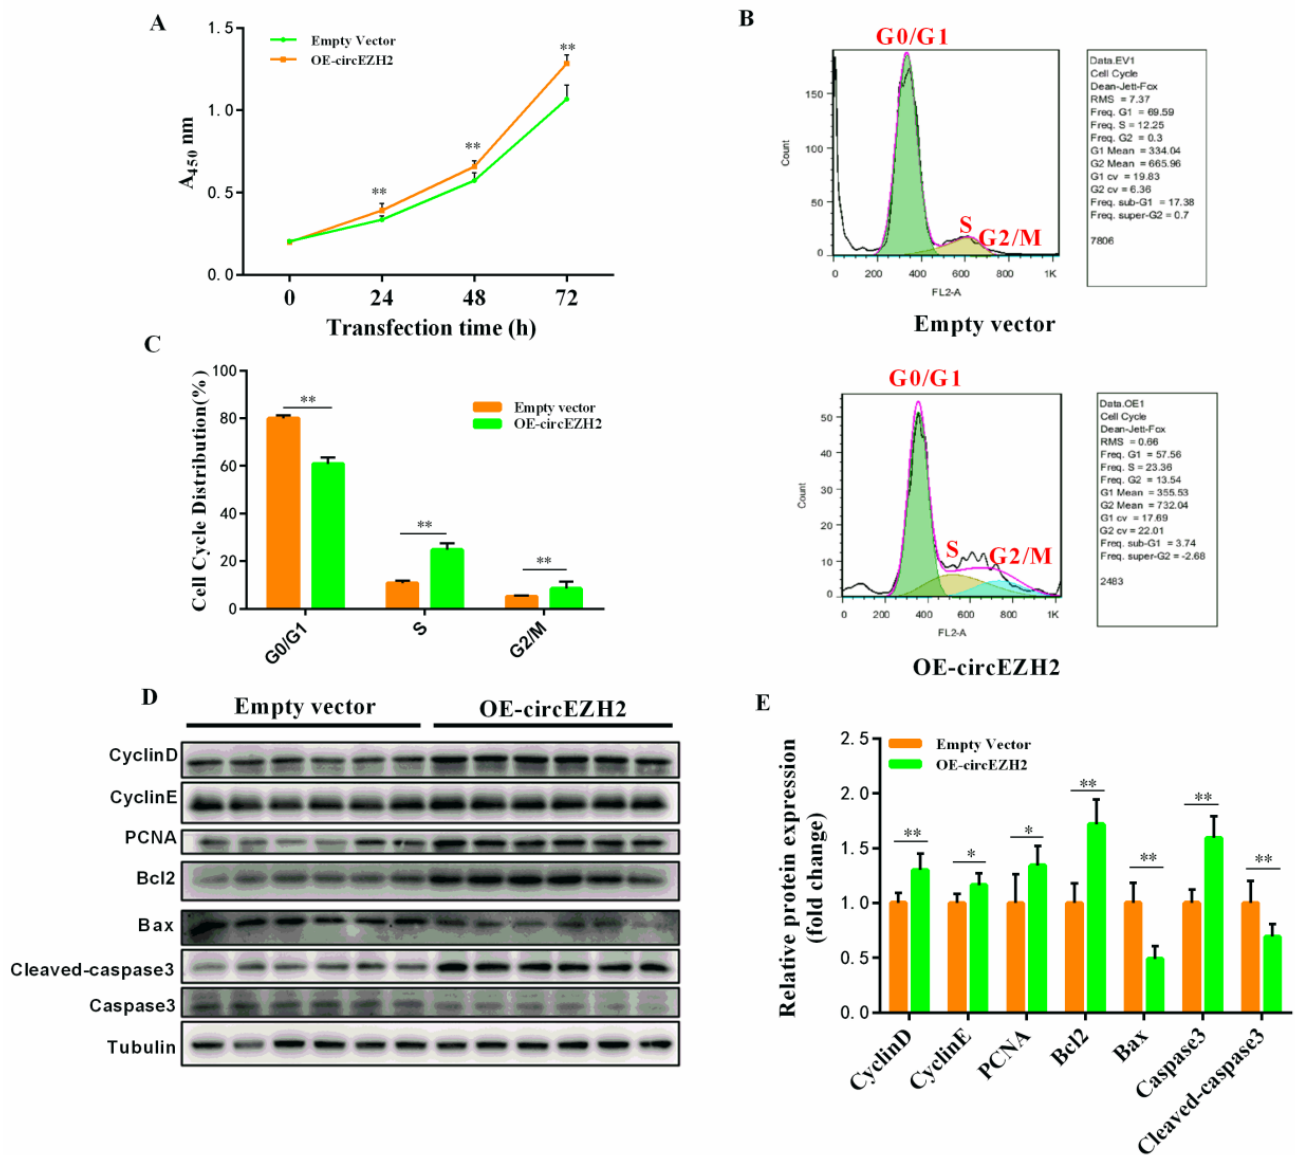 A
1.5
1.0
0.5
0.0
A450 nm
Empty Vector
OE-circEZH2
**
**
**
0 24 48 72
Transfection time (h)
B
G0/G1
150
100
50
0
Count
S
G2/M
0 200 400 600 800 1K
FL2-A
Empty vector
Data.EV1
Cell Cycle
Dean-Jett-Fox
RMS = 7.37
Freq. G1 = 69.59
Freq. S = 12.25
Freq. G2 = 0.3
G1 Mean = 334.04
G2 Mean = 665.96
G1 cv = 19.83
G2 cv = 6.36
Freq. sub-G1 = 17.38
Freq. super-G2 = 0.7
7806
G0/G1
50
40
30
20
10
0
Count
S
G2/M
0 200 400 600 800 1K
FL2-A
OE-circEZH2
Data.OE1
Cell Cycle
Dean-Jett-Fox
RMS = 0.66
Freq. G1 = 57.56
Freq. S = 23.36
Freq. G2 = 13.54
G1 Mean = 355.53
G2 Mean = 732.04
G1 cv = 17.69
G2 cv = 22.01
Freq. sub-G1 = 3.74
Freq. super-G2 = -2.68
2483
C
100
80
60
40
20
0
Cell Cycle Distribution(%)
Empty vector
OE-circEZH2
**
**
**
G0/G1 S G2/M
D
Empty vector OE-circEZH2
CyclinD
CyclinE
PCNA
Bcl2
Bax
Cleaved-caspase3
Caspase3
Tubulin
E
2.5
2.0
1.5
1.0
0.5
0.0
Relative protein expression
(fold change)
Empty Vector
OE-circEZH2
** * * ** ** ** **
CyclinD CyclinE PCNA Bcl2 Bax Caspase3 Cleaved-caspase3